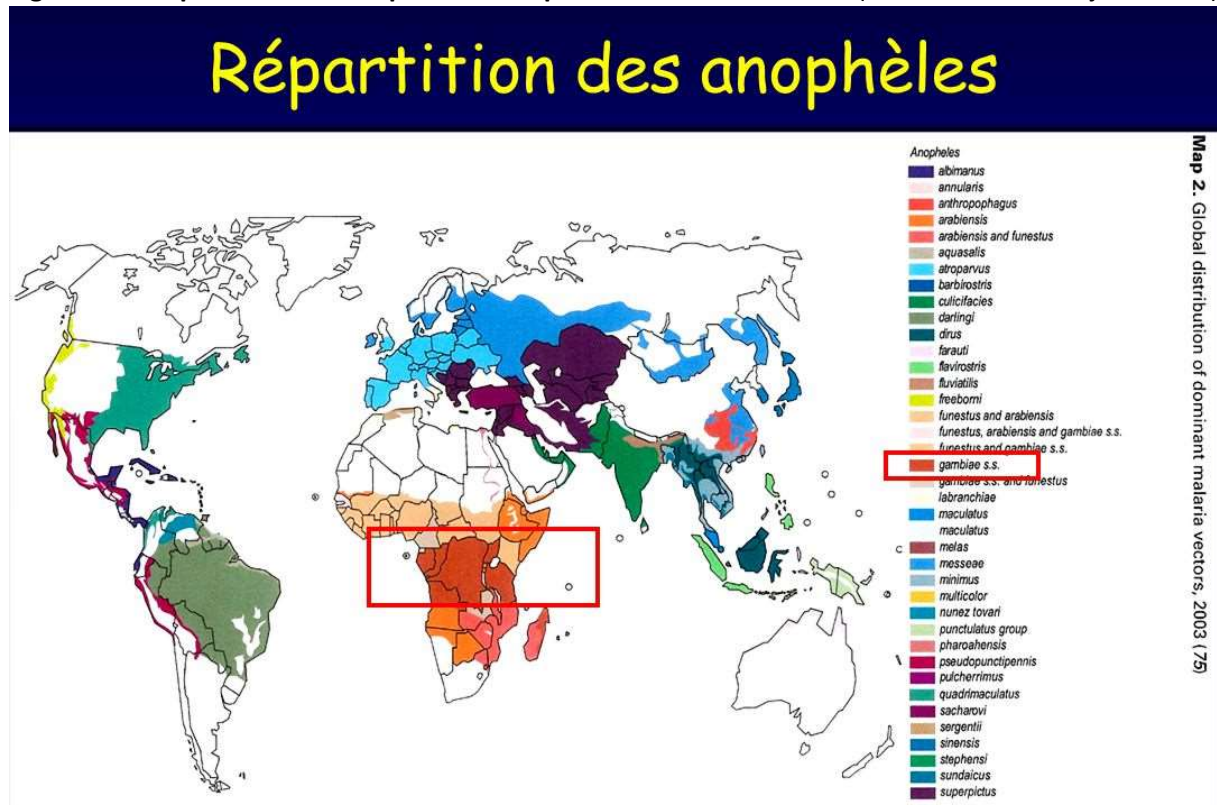 Répartition des anophèles
Anopheles
albimanus
annularis
anthropophagus
arabiensis
arabiensis and funestus
aquasalis
atroparvus
barbirostris
culicifacies
darlingi
dirus
farauti
flavirostris
fluviatilis
freeborni
funestus and arabiensis
funestus, arabiensis and gambiae s.s.
funestus and gambiae s.s.
gambiae s.s.
gambiae s.s. and funestus
labranchiae
maculatus
maculatus
melas
messeae
minimus
multicolor
nunez tovari
punctulatus group
pharoahensis
pseudopunctipennis
pulcherrimus
quadrimaculatus
sacharovi
sergentii
sinensis
stephensi
sundaicus
superpictus
Map 2. Global distribution of dominant malaria vectors, 2003 (75)